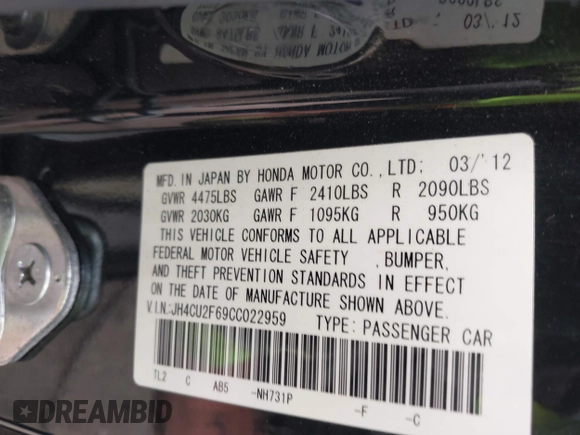 03/'12
MFD. IN JAPAN BY HONDA MOTOR CO., LTD; 03/'12
GVWR 4475LBS GAWR F 2410LBS R 2090LBS
GVWR 2030KG GAWR F 1095KG R 950KG
THIS VEHICLE CONFORMS TO ALL APPLICABLE
FEDERAL MOTOR VEHICLE SAFETY , BUMPER,
AND THEFT PREVENTION STANDARDS IN EFFECT
ON THE DATE OF MANUFACTURE SHOWN ABOVE.
V.I.N: JH4CU2F69CC022959 TYPE: PASSENGER CAR
TL2 C AB5 -NH731P -F -C
DREAMBID